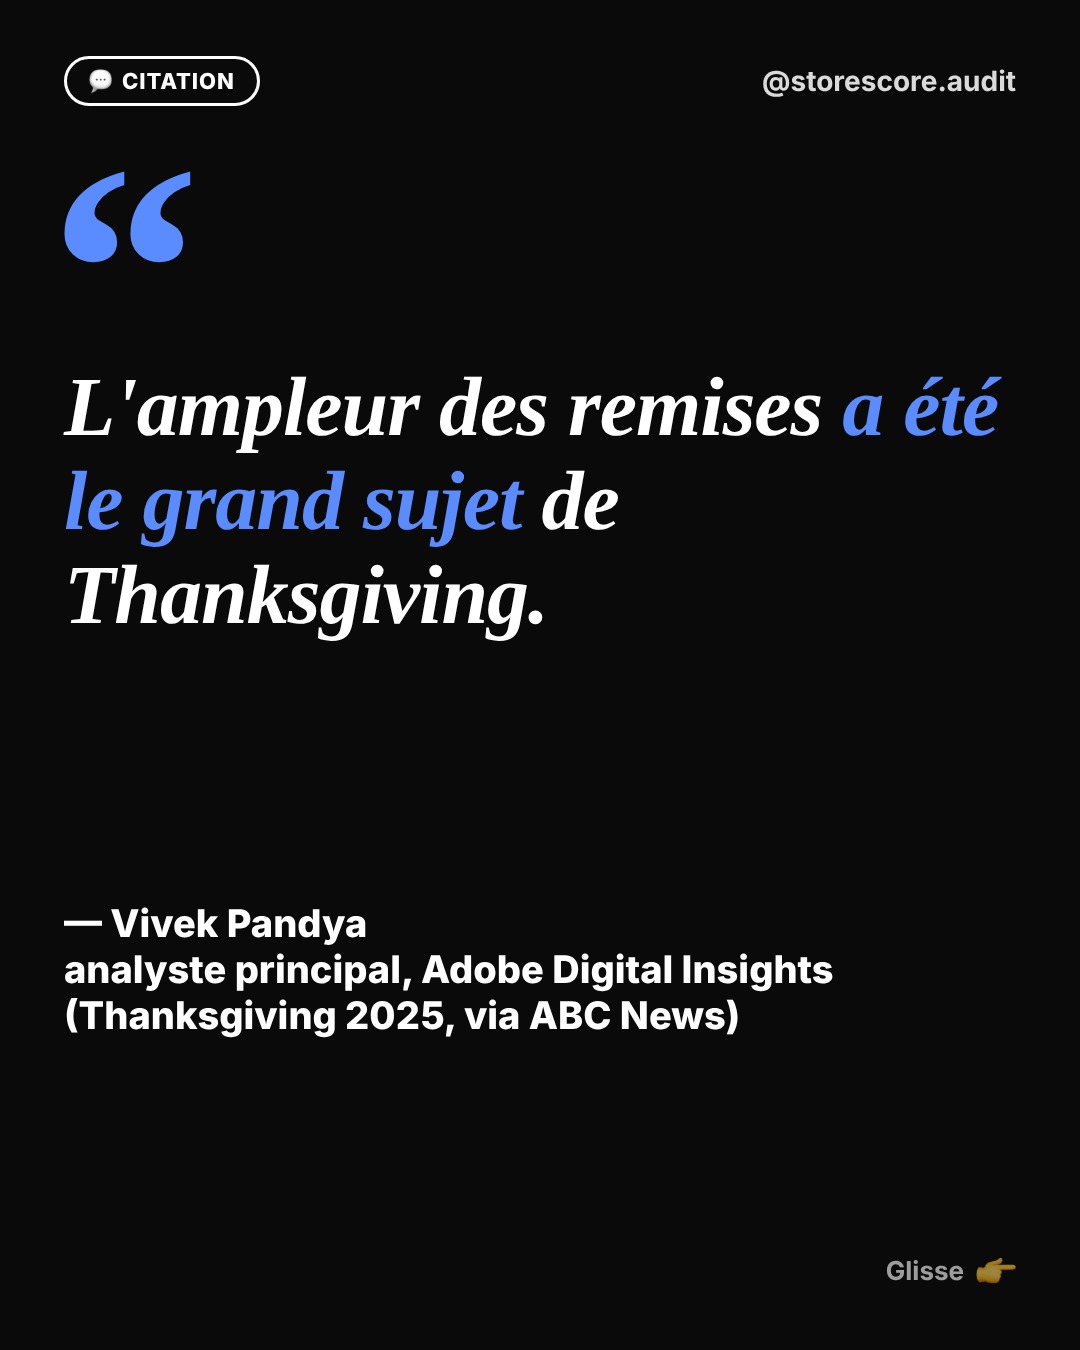 💬 CITATION
@storescore.audit
“
L'ampleur des remises a été
le grand sujet de
Thanksgiving.
— Vivek Pandya
analyste principal, Adobe Digital Insights
(Thanksgiving 2025, via ABC News)
Glisse 👉